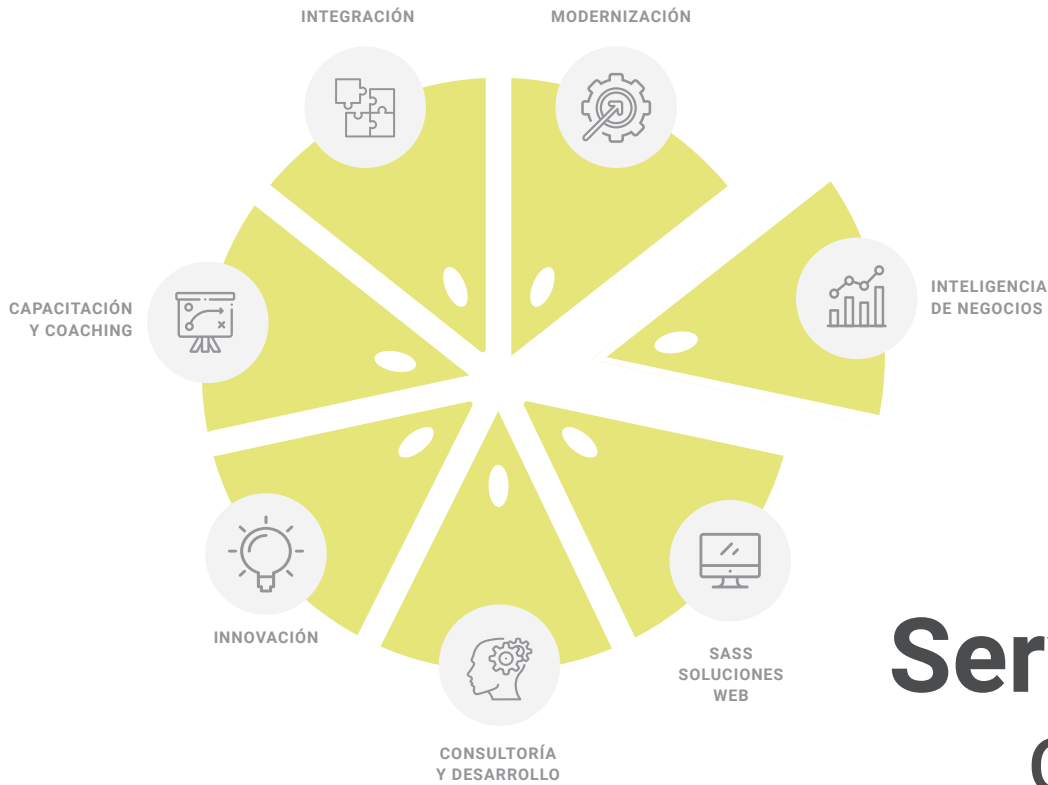 INTEGRACIÓN
MODERNIZACIÓN
INTELIGENCIA
DE NEGOCIOS
CAPACITACIÓN
Y COACHING
INNOVACIÓN
SASS
SOLUCIONES
WEB
CONSULTORÍA
Y DESARROLLO
Ser